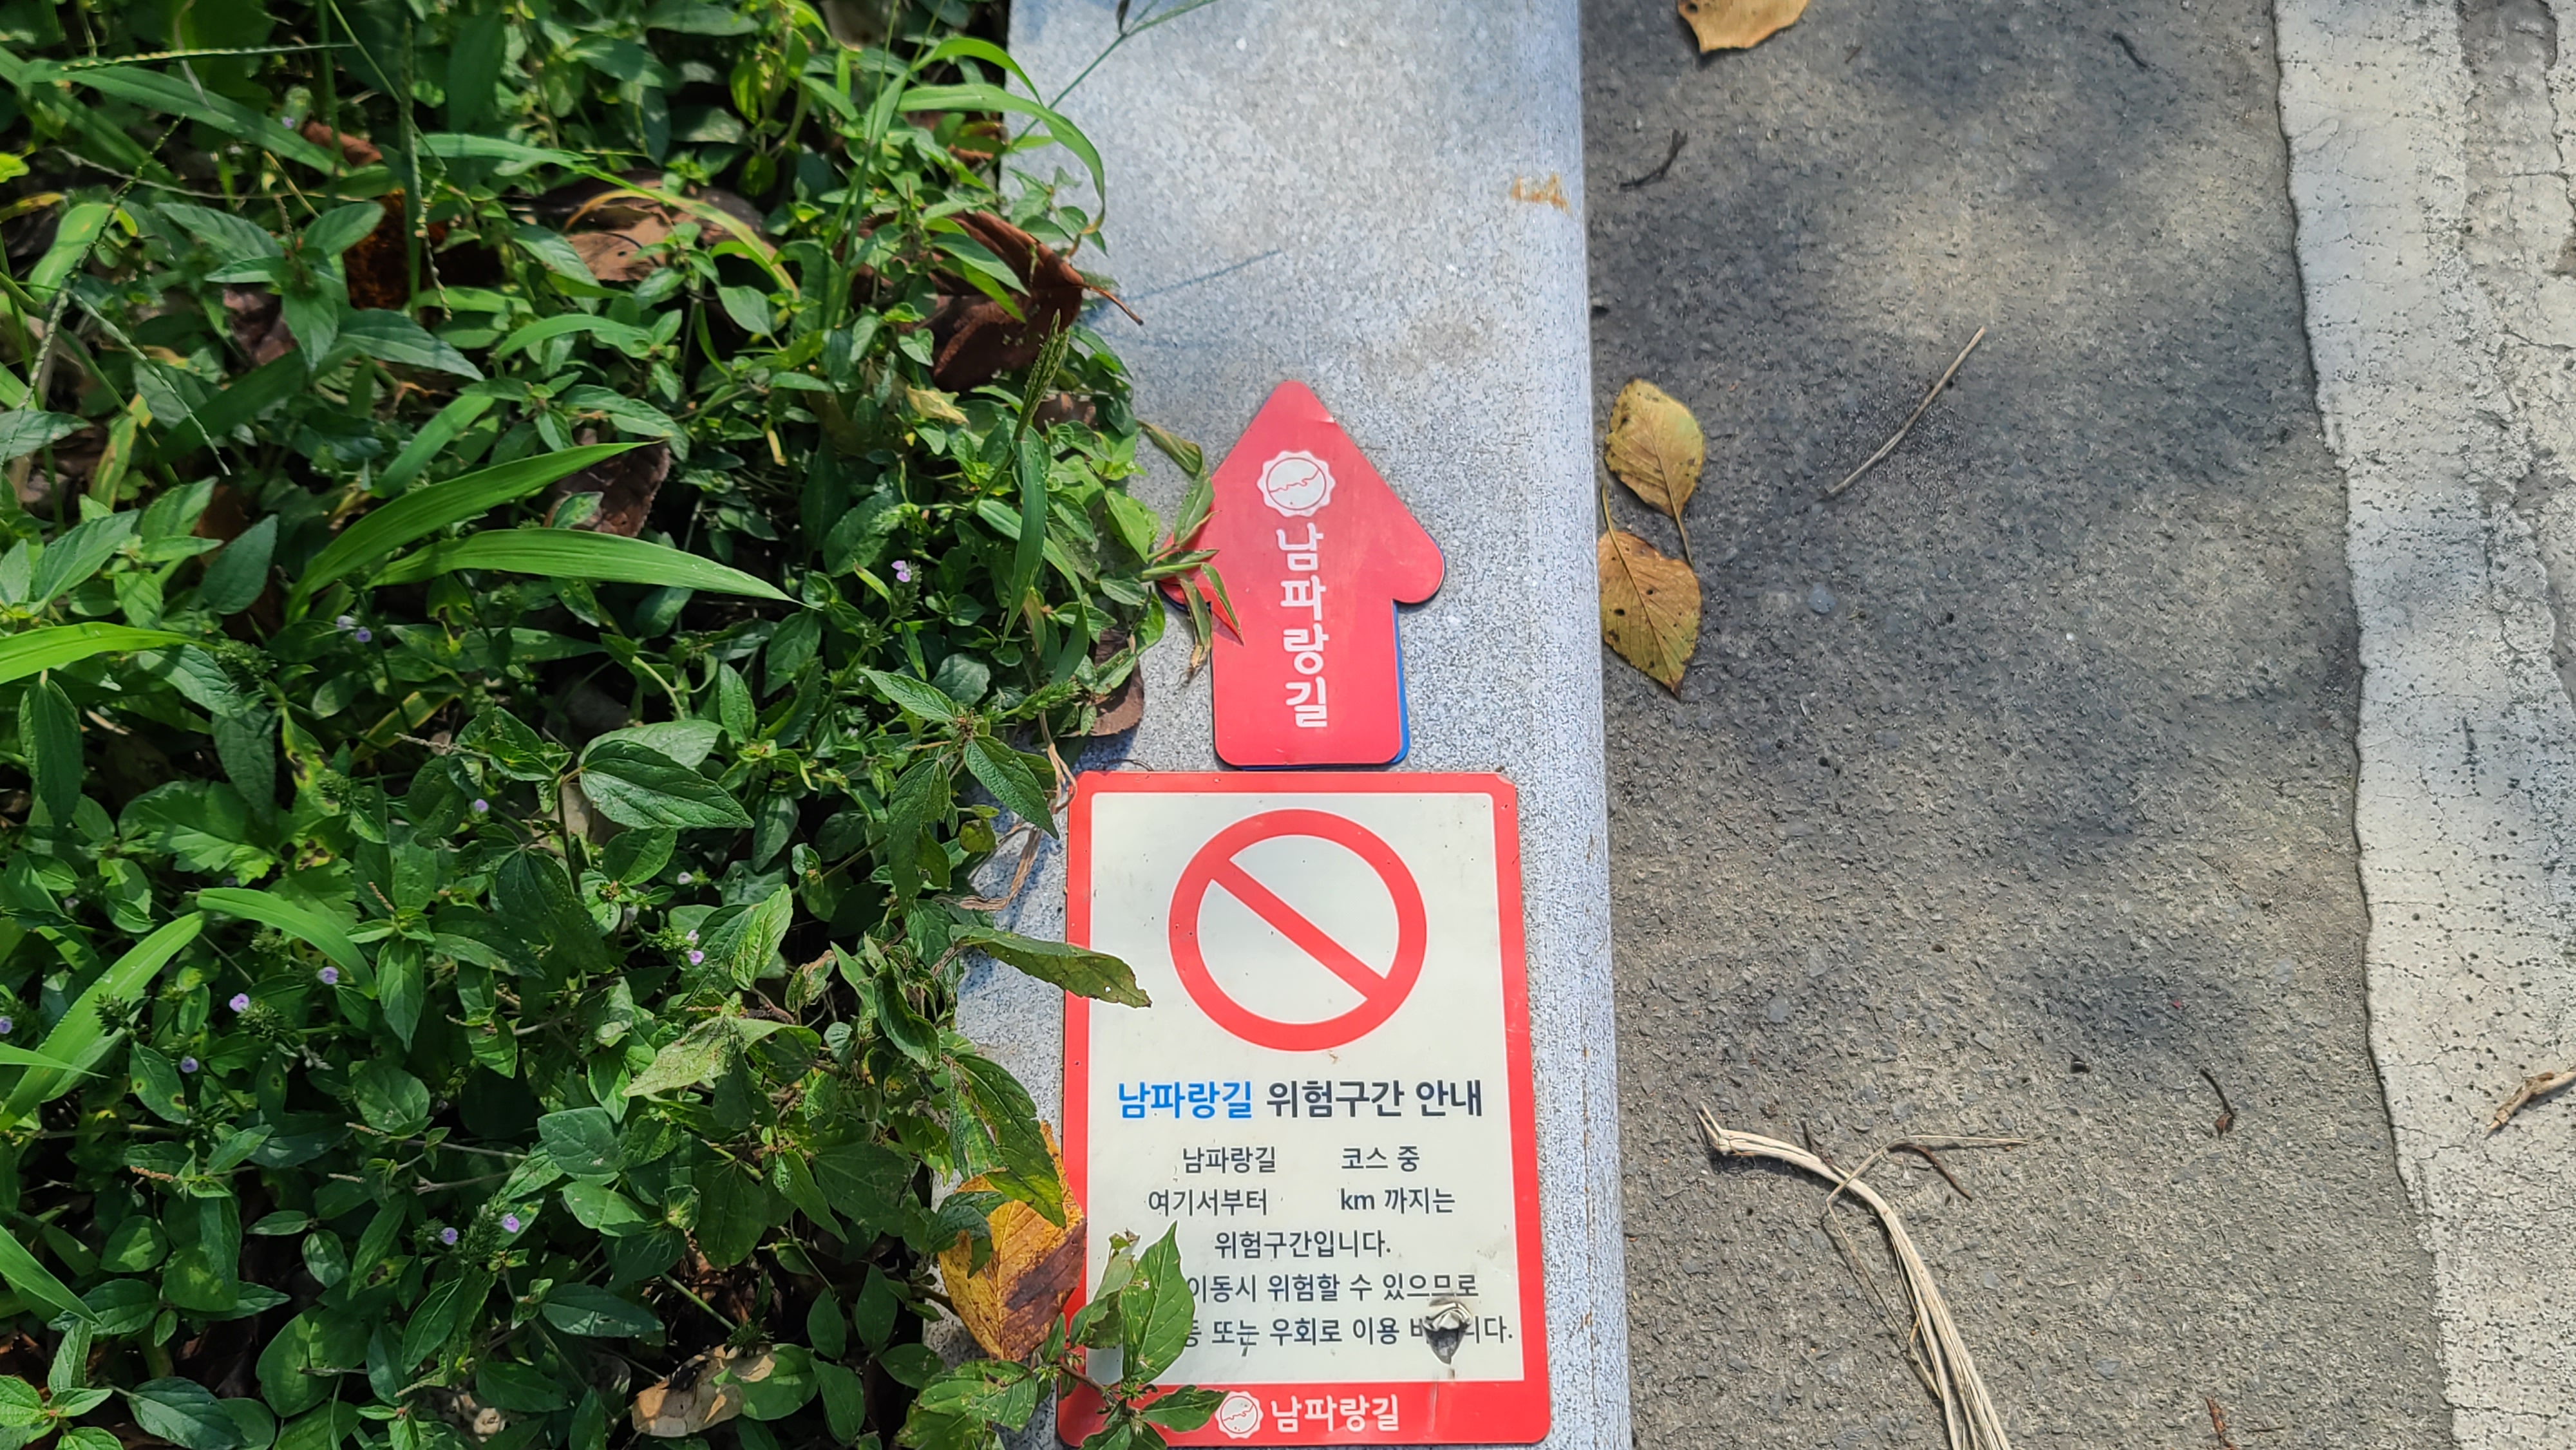 남파랑길
남파랑길 위험구간 안내
남파랑길 코스 중
여기서부터 km 까지는
위험구간입니다.
이동시 위험할 수 있으므로
또는 우회로 이용
남파랑길